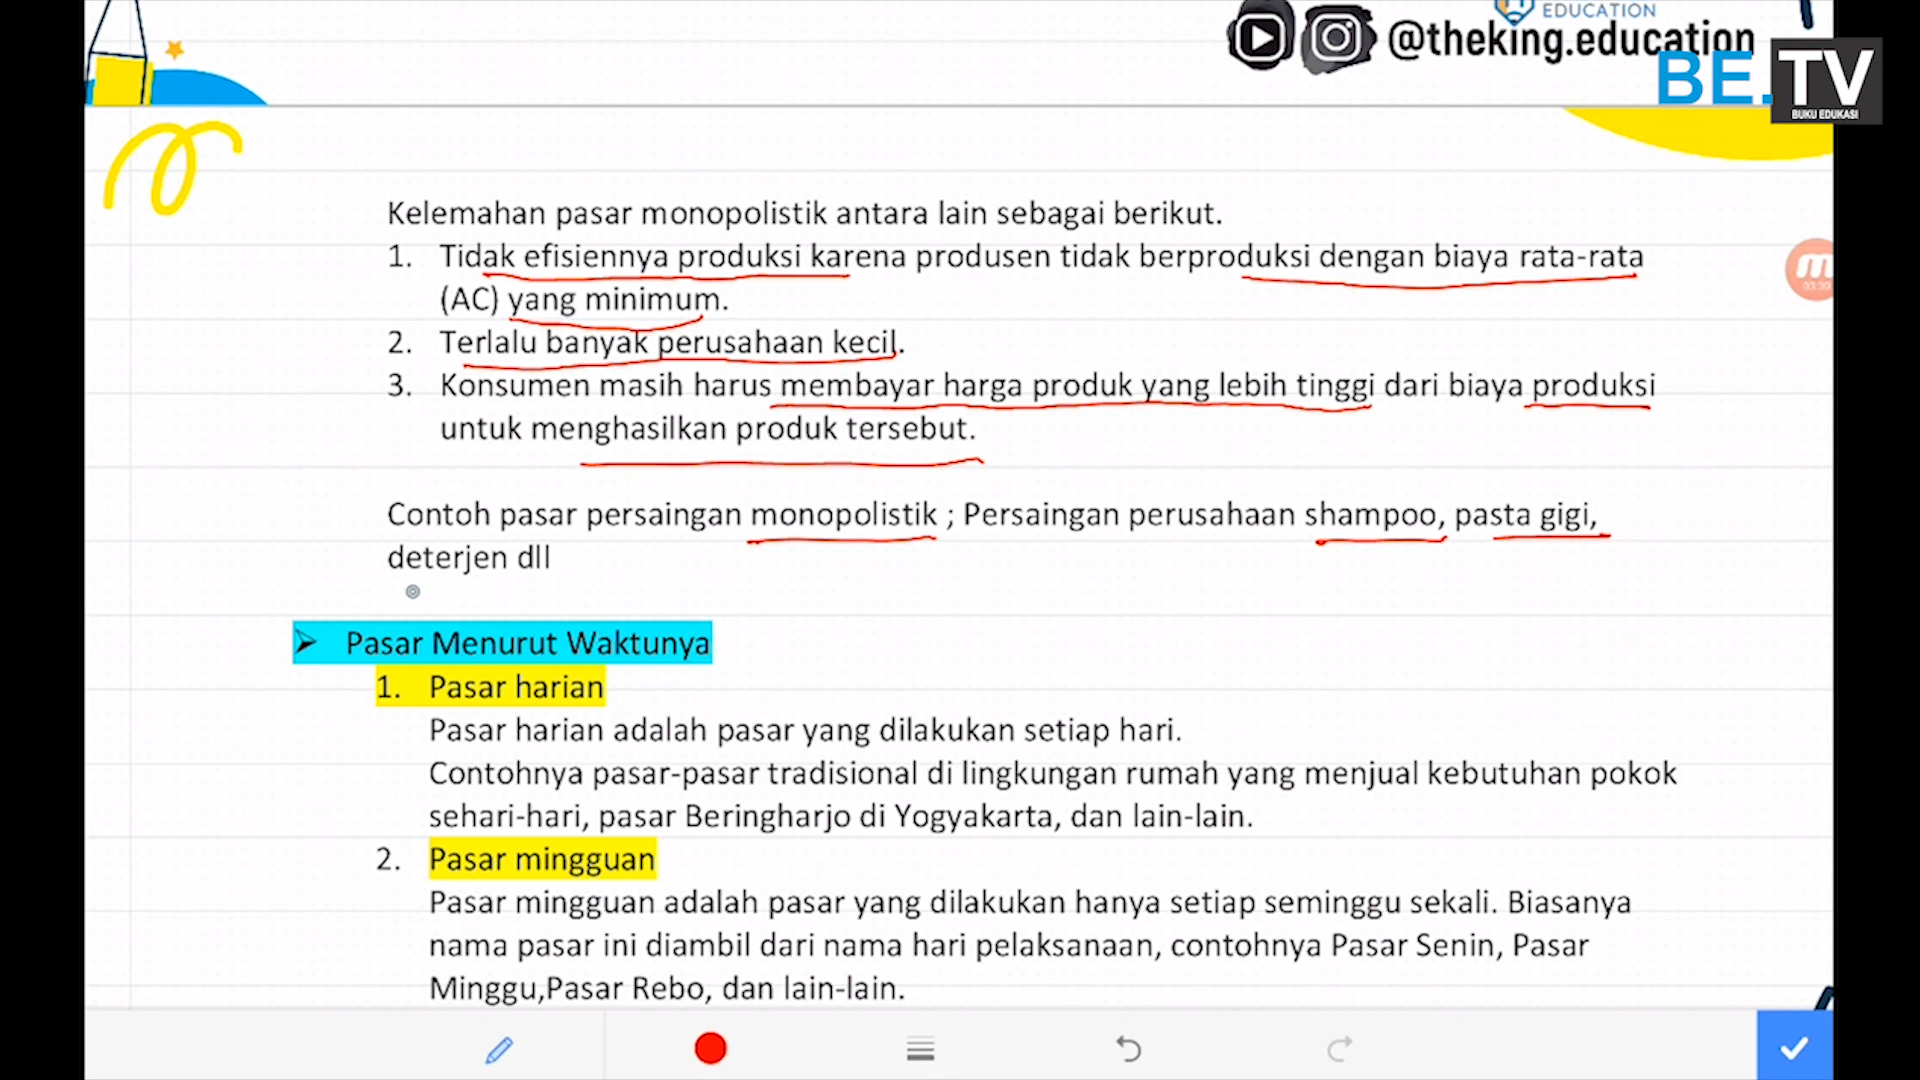 EDUCATION
@theking.education
BE.TV
BUKU EDUKASI
Kelemahan pasar monopolistik antara lain sebagai berikut.
1. Tidak efisiennya produksi karena produsen tidak berproduksi dengan biaya rata-rata
(AC) yang minimum.
2. Terlalu banyak perusahaan kecil.
03:30
3. Konsumen masih harus membayar harga produk yang lebih tinggi dari biaya produksi
untuk menghasilkan produk tersebut.
Contoh pasar persaingan monopolistik ; Persaingan perusahaan shampoo, pasta gigi,
deterjen dll
➢ Pasar Menurut Waktunya
1. Pasar harian
Pasar harian adalah pasar yang dilakukan setiap hari.
Contohnya pasar-pasar tradisional di lingkungan rumah yang menjual kebutuhan pokok
sehari-hari, pasar Beringharjo di Yogyakarta, dan lain-lain.
2. Pasar mingguan
Pasar mingguan adalah pasar yang dilakukan hanya setiap seminggu sekali. Biasanya
nama pasar ini diambil dari nama hari pelaksanaan, contohnya Pasar Senin, Pasar
Minggu,Pasar Rebo, dan lain-lain.